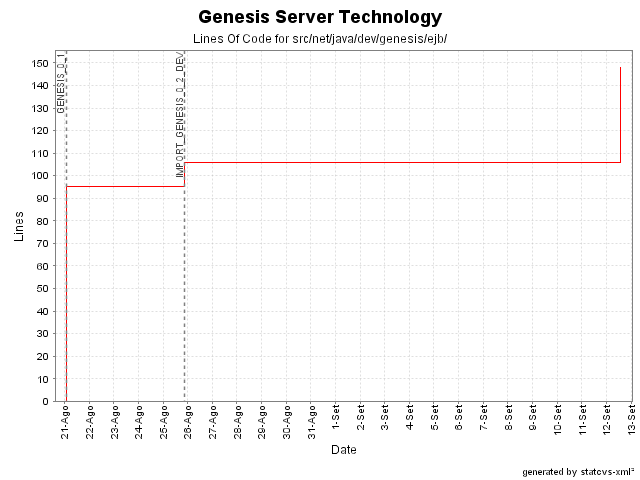 Genesis Server Technology
Lines Of Code for src/net/java/dev/genesis/ejb/
GENESIS_0_1
IMPORT_GENESIS_0_2_DEV
Lines
150
140
130
120
110
100
90
80
70
60
50
40
30
20
10
0
21-Ago
22-Ago
23-Ago
24-Ago
25-Ago
26-Ago
27-Ago
28-Ago
29-Ago
30-Ago
31-Ago
1-Set
2-Set
3-Set
4-Set
5-Set
6-Set
7-Set
8-Set
9-Set
10-Set
11-Set
12-Set
13-Set
Date
generated by statcvs-xml²